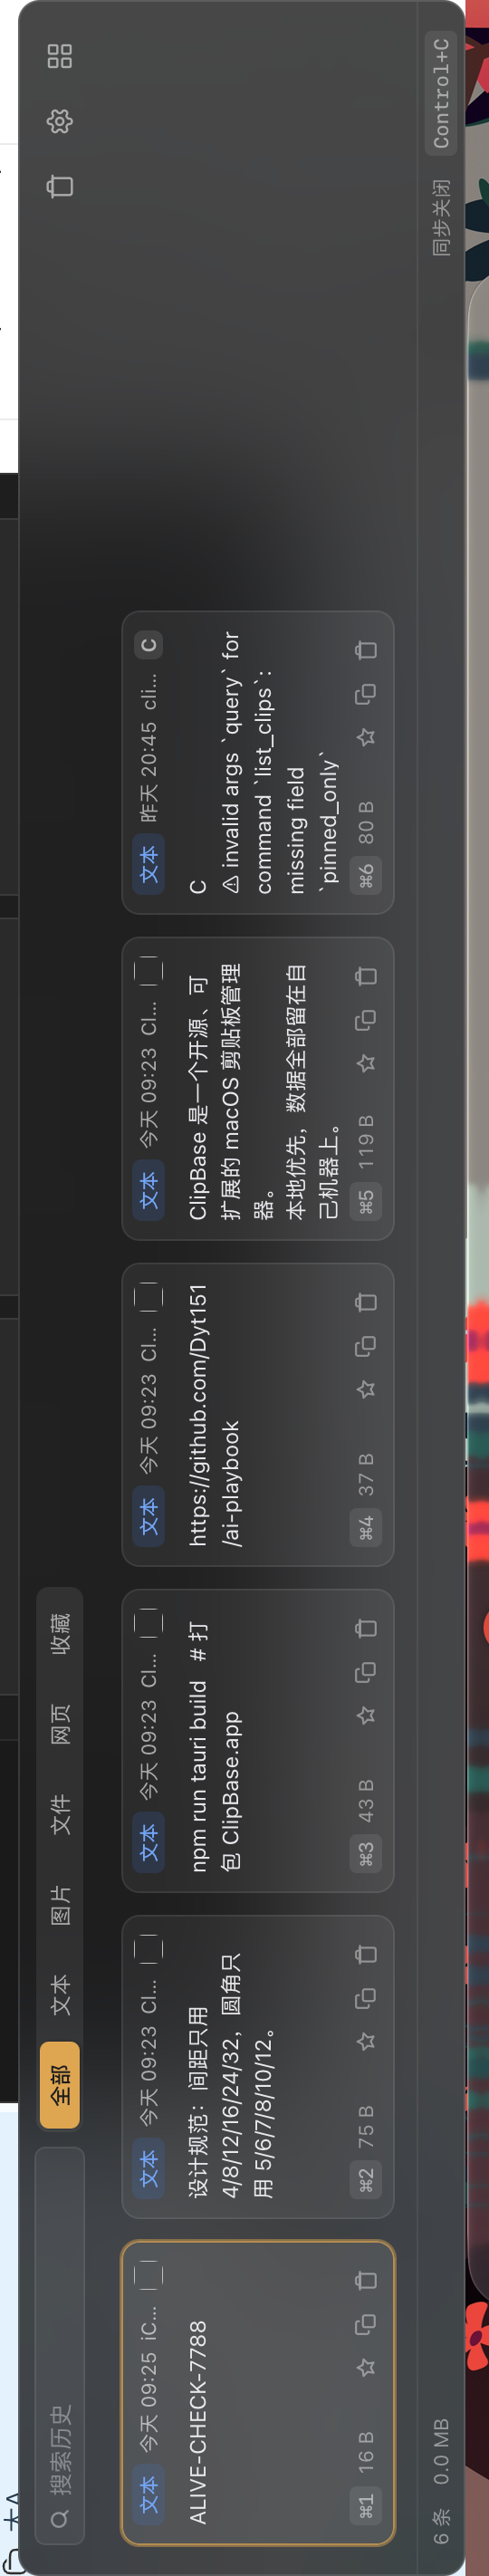 搜索历史
全部
文本
图片
文件
网页
收藏
文本 今天 09:25 iC...
ALIVE-CHECK-7788
⌘1 16 B
文本 今天 09:23 Cl...
设计规范：间距只用
4/8/12/16/24/32，圆角只
用 5/6/7/8/10/12。
⌘2 75 B
文本 今天 09:23 Cl...
npm run tauri build # 打
包 ClipBase.app
⌘3 43 B
文本 今天 09:23 Cl...
https://github.com/Dyt151
/ai-playbook
⌘4 37 B
文本 今天 09:23 Cl...
ClipBase 是一个开源、可
扩展的 macOS 剪贴板管理
器。
本地优先，数据全部留在自
己机器上。
⌘5 119 B
文本 昨天 20:45 cli... C
C
⚠ invalid args `query` for
command `list_clips`:
missing field
`pinned_only`
⌘6 80 B
6 条 0.0 MB
同步关闭 Control+C